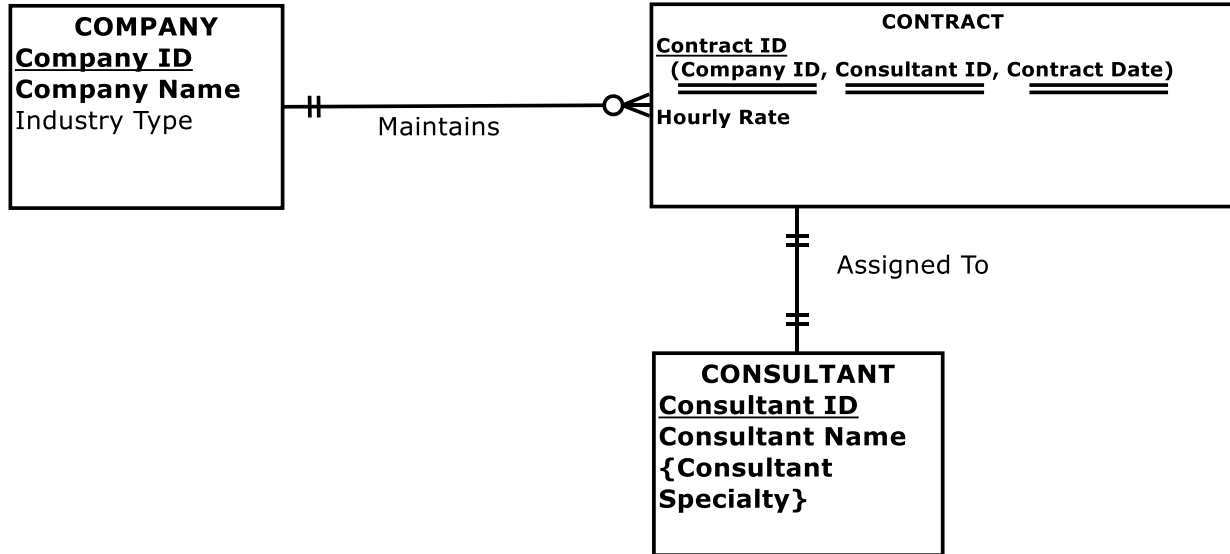 COMPANY
Company ID
Company Name
Industry Type
Maintains
CONTRACT
Contract ID
(Company ID, Consultant ID, Contract Date)
Hourly Rate
Assigned To
CONSULTANT
Consultant ID
Consultant Name
{Consultant
Specialty}